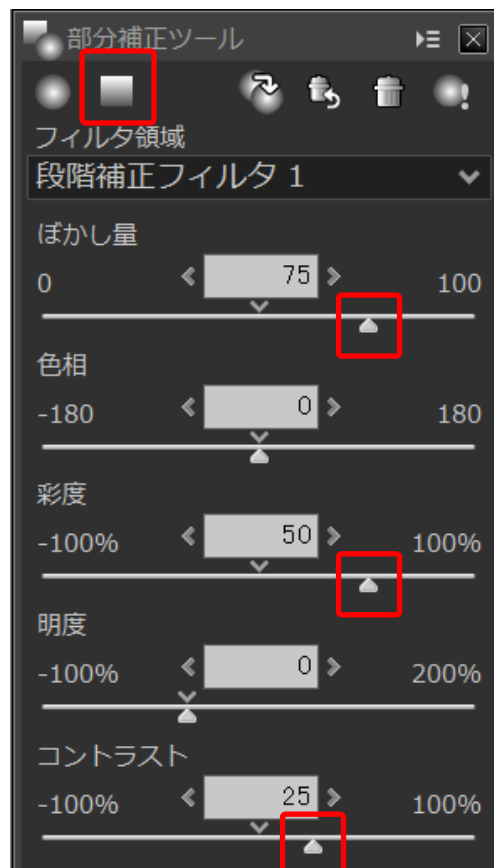 部分補正ツール
フィルタ領域
段階補正フィルタ 1
ぼかし量
0 75 100
色相
-180 0 180
彩度
-100% 50 100%
明度
-100% 0 200%
コントラスト
-100% 25 100%